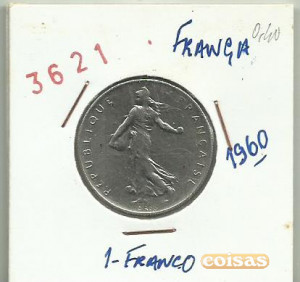 3621
FRANÇA
0,40
REPUBLIQUE FRANÇAISE
1960
1-FRANCO
coisas